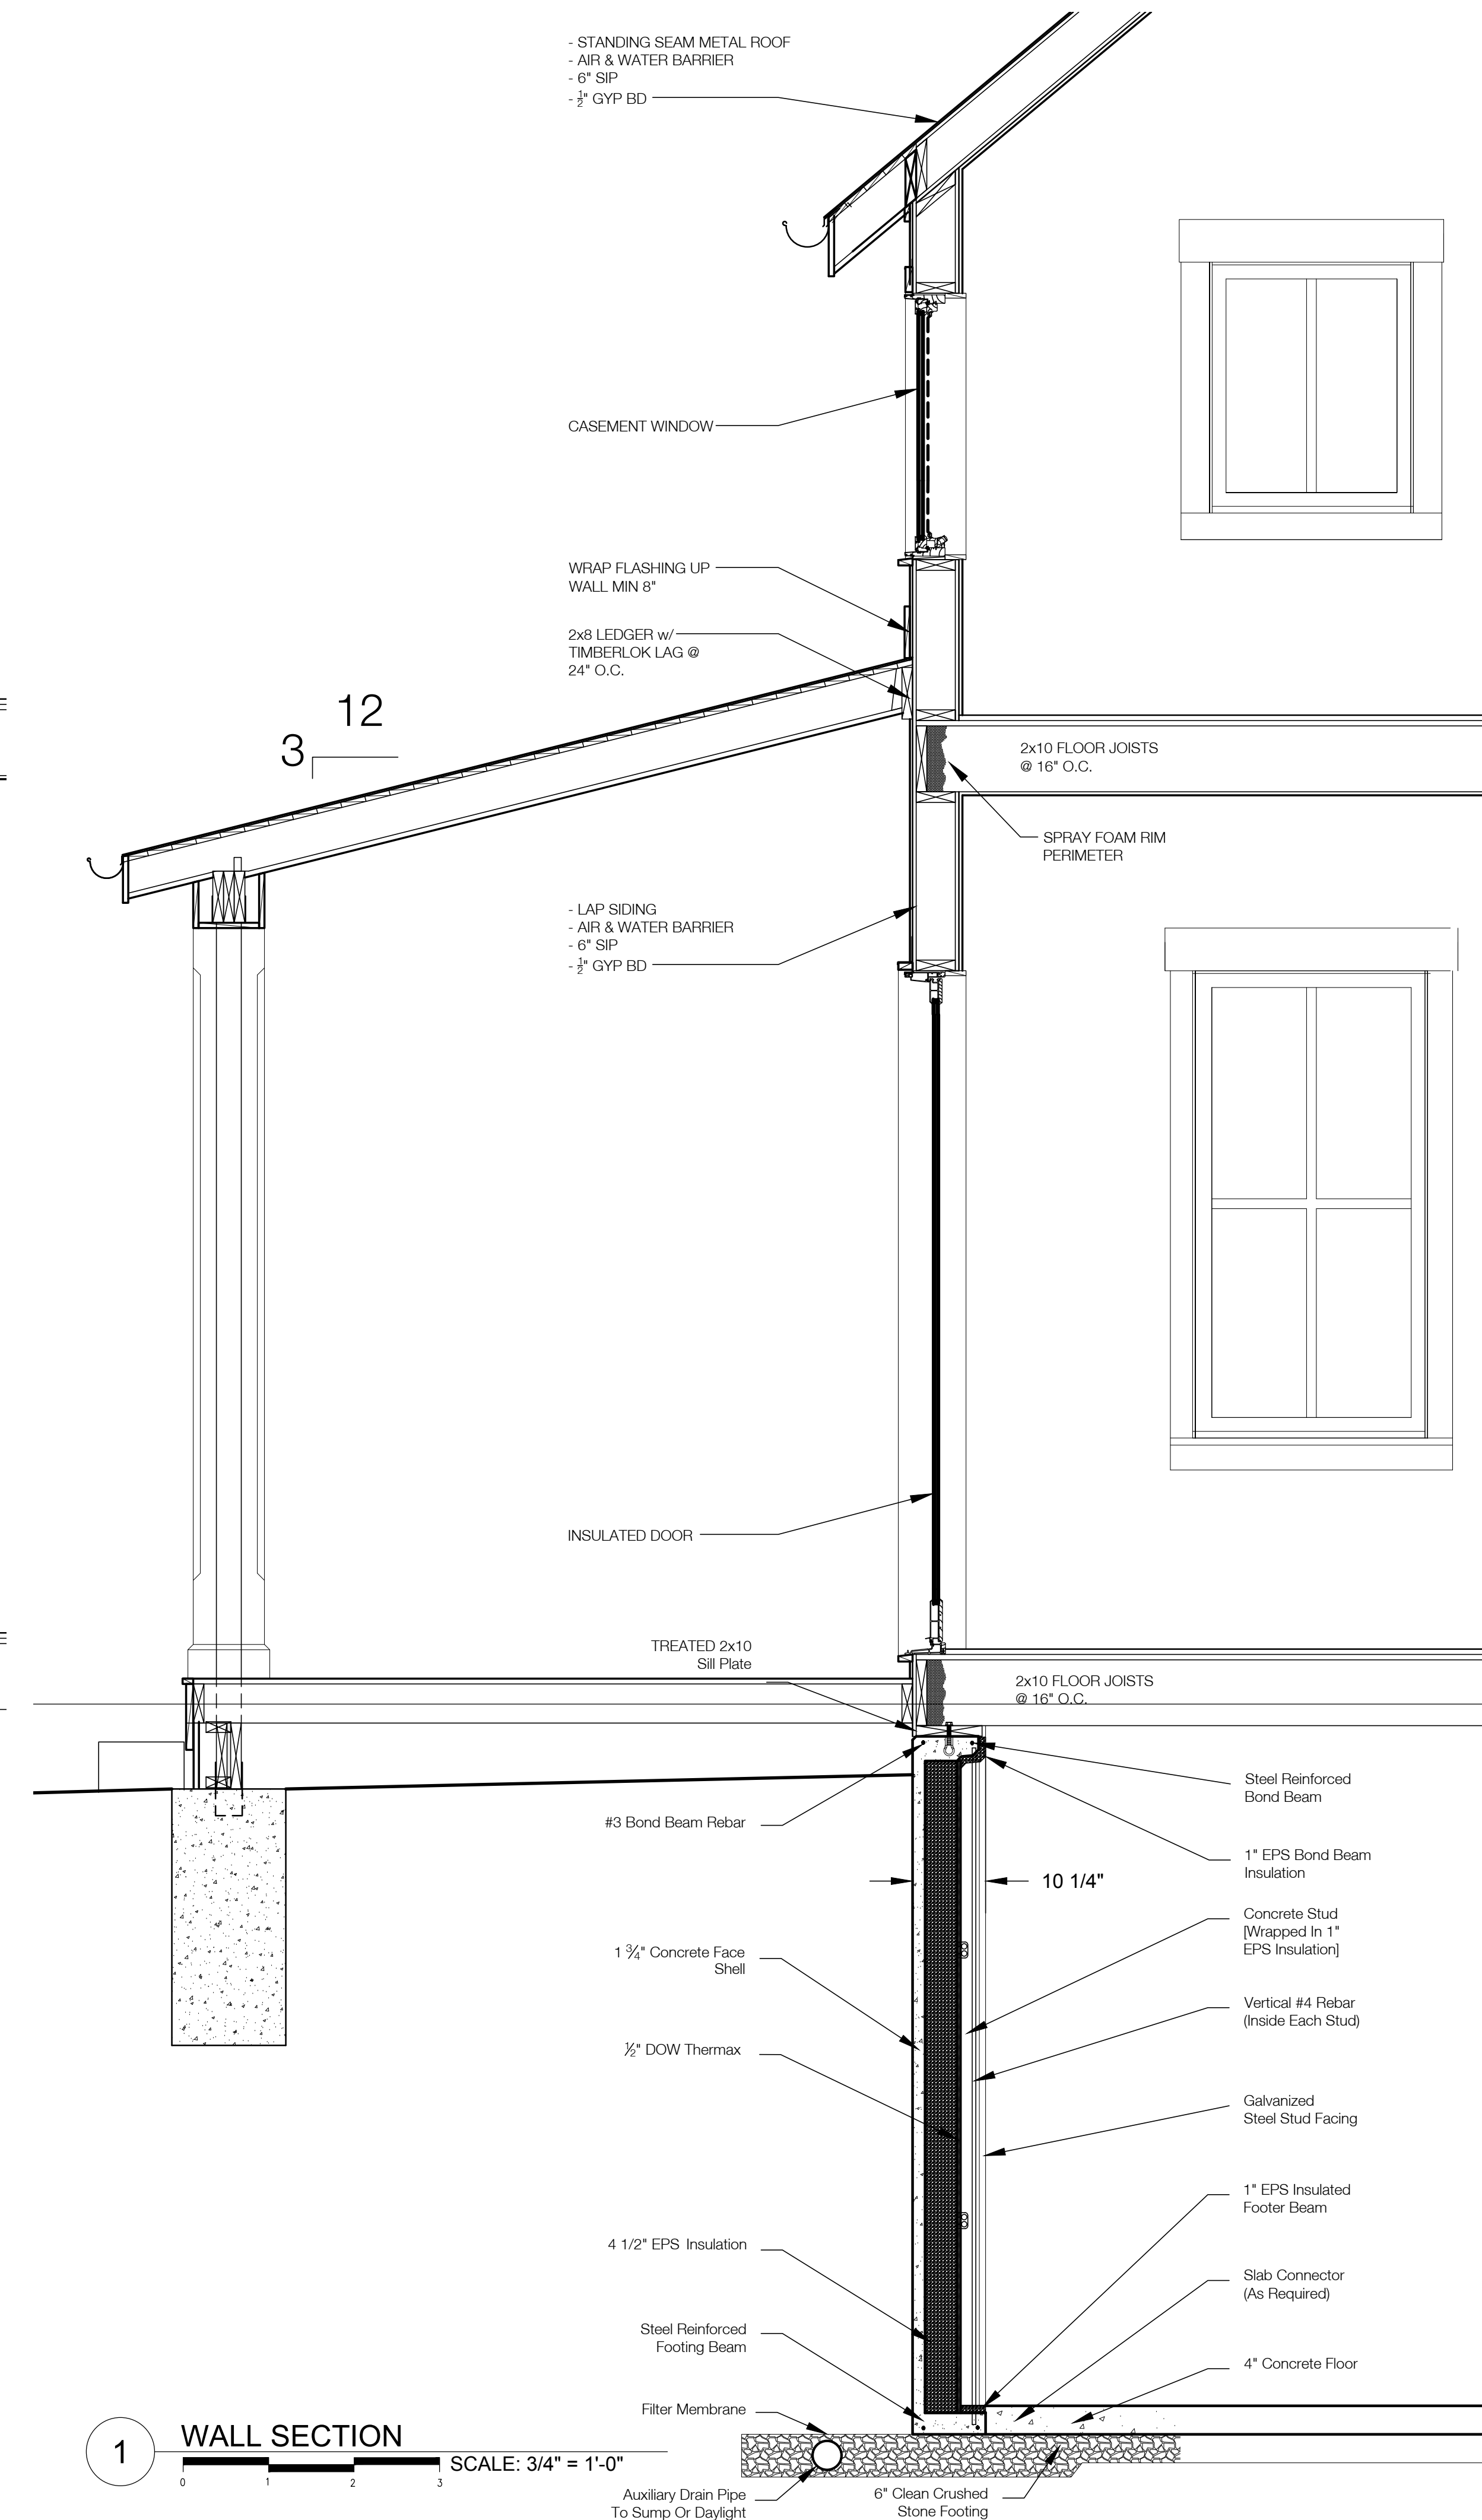 - STANDING SEAM METAL ROOF
- AIR & WATER BARRIER
- 6" SIP
- ½" GYP BD
CASEMENT WINDOW
WRAP FLASHING UP
WALL MIN 8"
2x8 LEDGER w/
TIMBERLOK LAG @
24" O.C.
12
3
2x10 FLOOR JOISTS
@ 16" O.C.
SPRAY FOAM RIM
PERIMETER
- LAP SIDING
- AIR & WATER BARRIER
- 6" SIP
- ½" GYP BD
INSULATED DOOR
TREATED 2x10
Sill Plate
2x10 FLOOR JOISTS
@ 16" O.C.
Steel Reinforced
Bond Beam
#3 Bond Beam Rebar
1" EPS Bond Beam
Insulation
10 1/4"
Concrete Stud
[Wrapped In 1"
EPS Insulation]
1 ¾" Concrete Face
Shell
Vertical #4 Rebar
(Inside Each Stud)
½" DOW Thermax
Galvanized
Steel Stud Facing
1" EPS Insulated
Footer Beam
4 1/2" EPS Insulation
Slab Connector
(As Required)
Steel Reinforced
Footing Beam
4" Concrete Floor
Filter Membrane
1
WALL SECTION
SCALE: 3/4" = 1'-0"
0 1 2 3
Auxiliary Drain Pipe
To Sump Or Daylight
6" Clean Crushed
Stone Footing